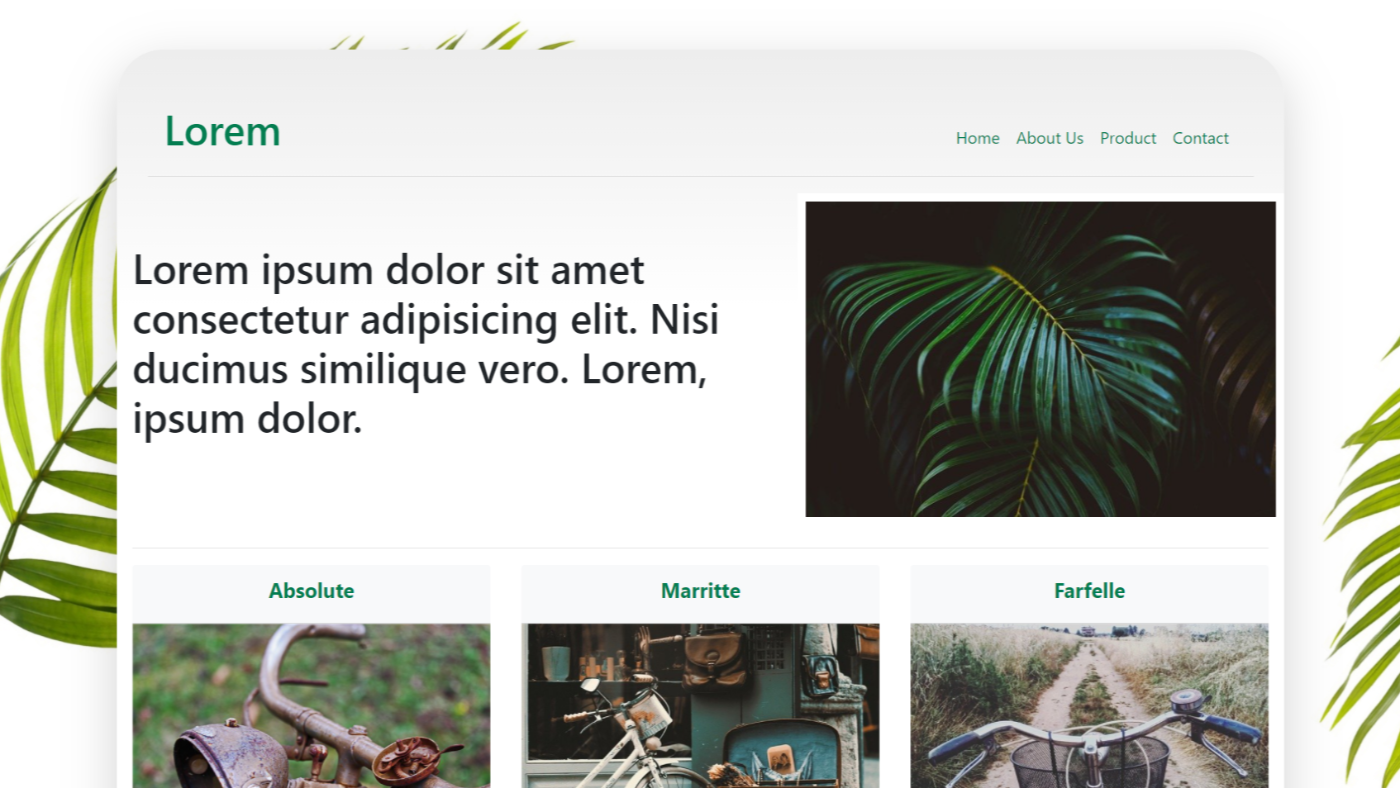 Lorem
Home About Us Product Contact
Lorem ipsum dolor sit amet
consectetur adipisicing elit. Nisi
ducimus similique vero. Lorem,
ipsum dolor.
Absolute
Marritte
Farfelle